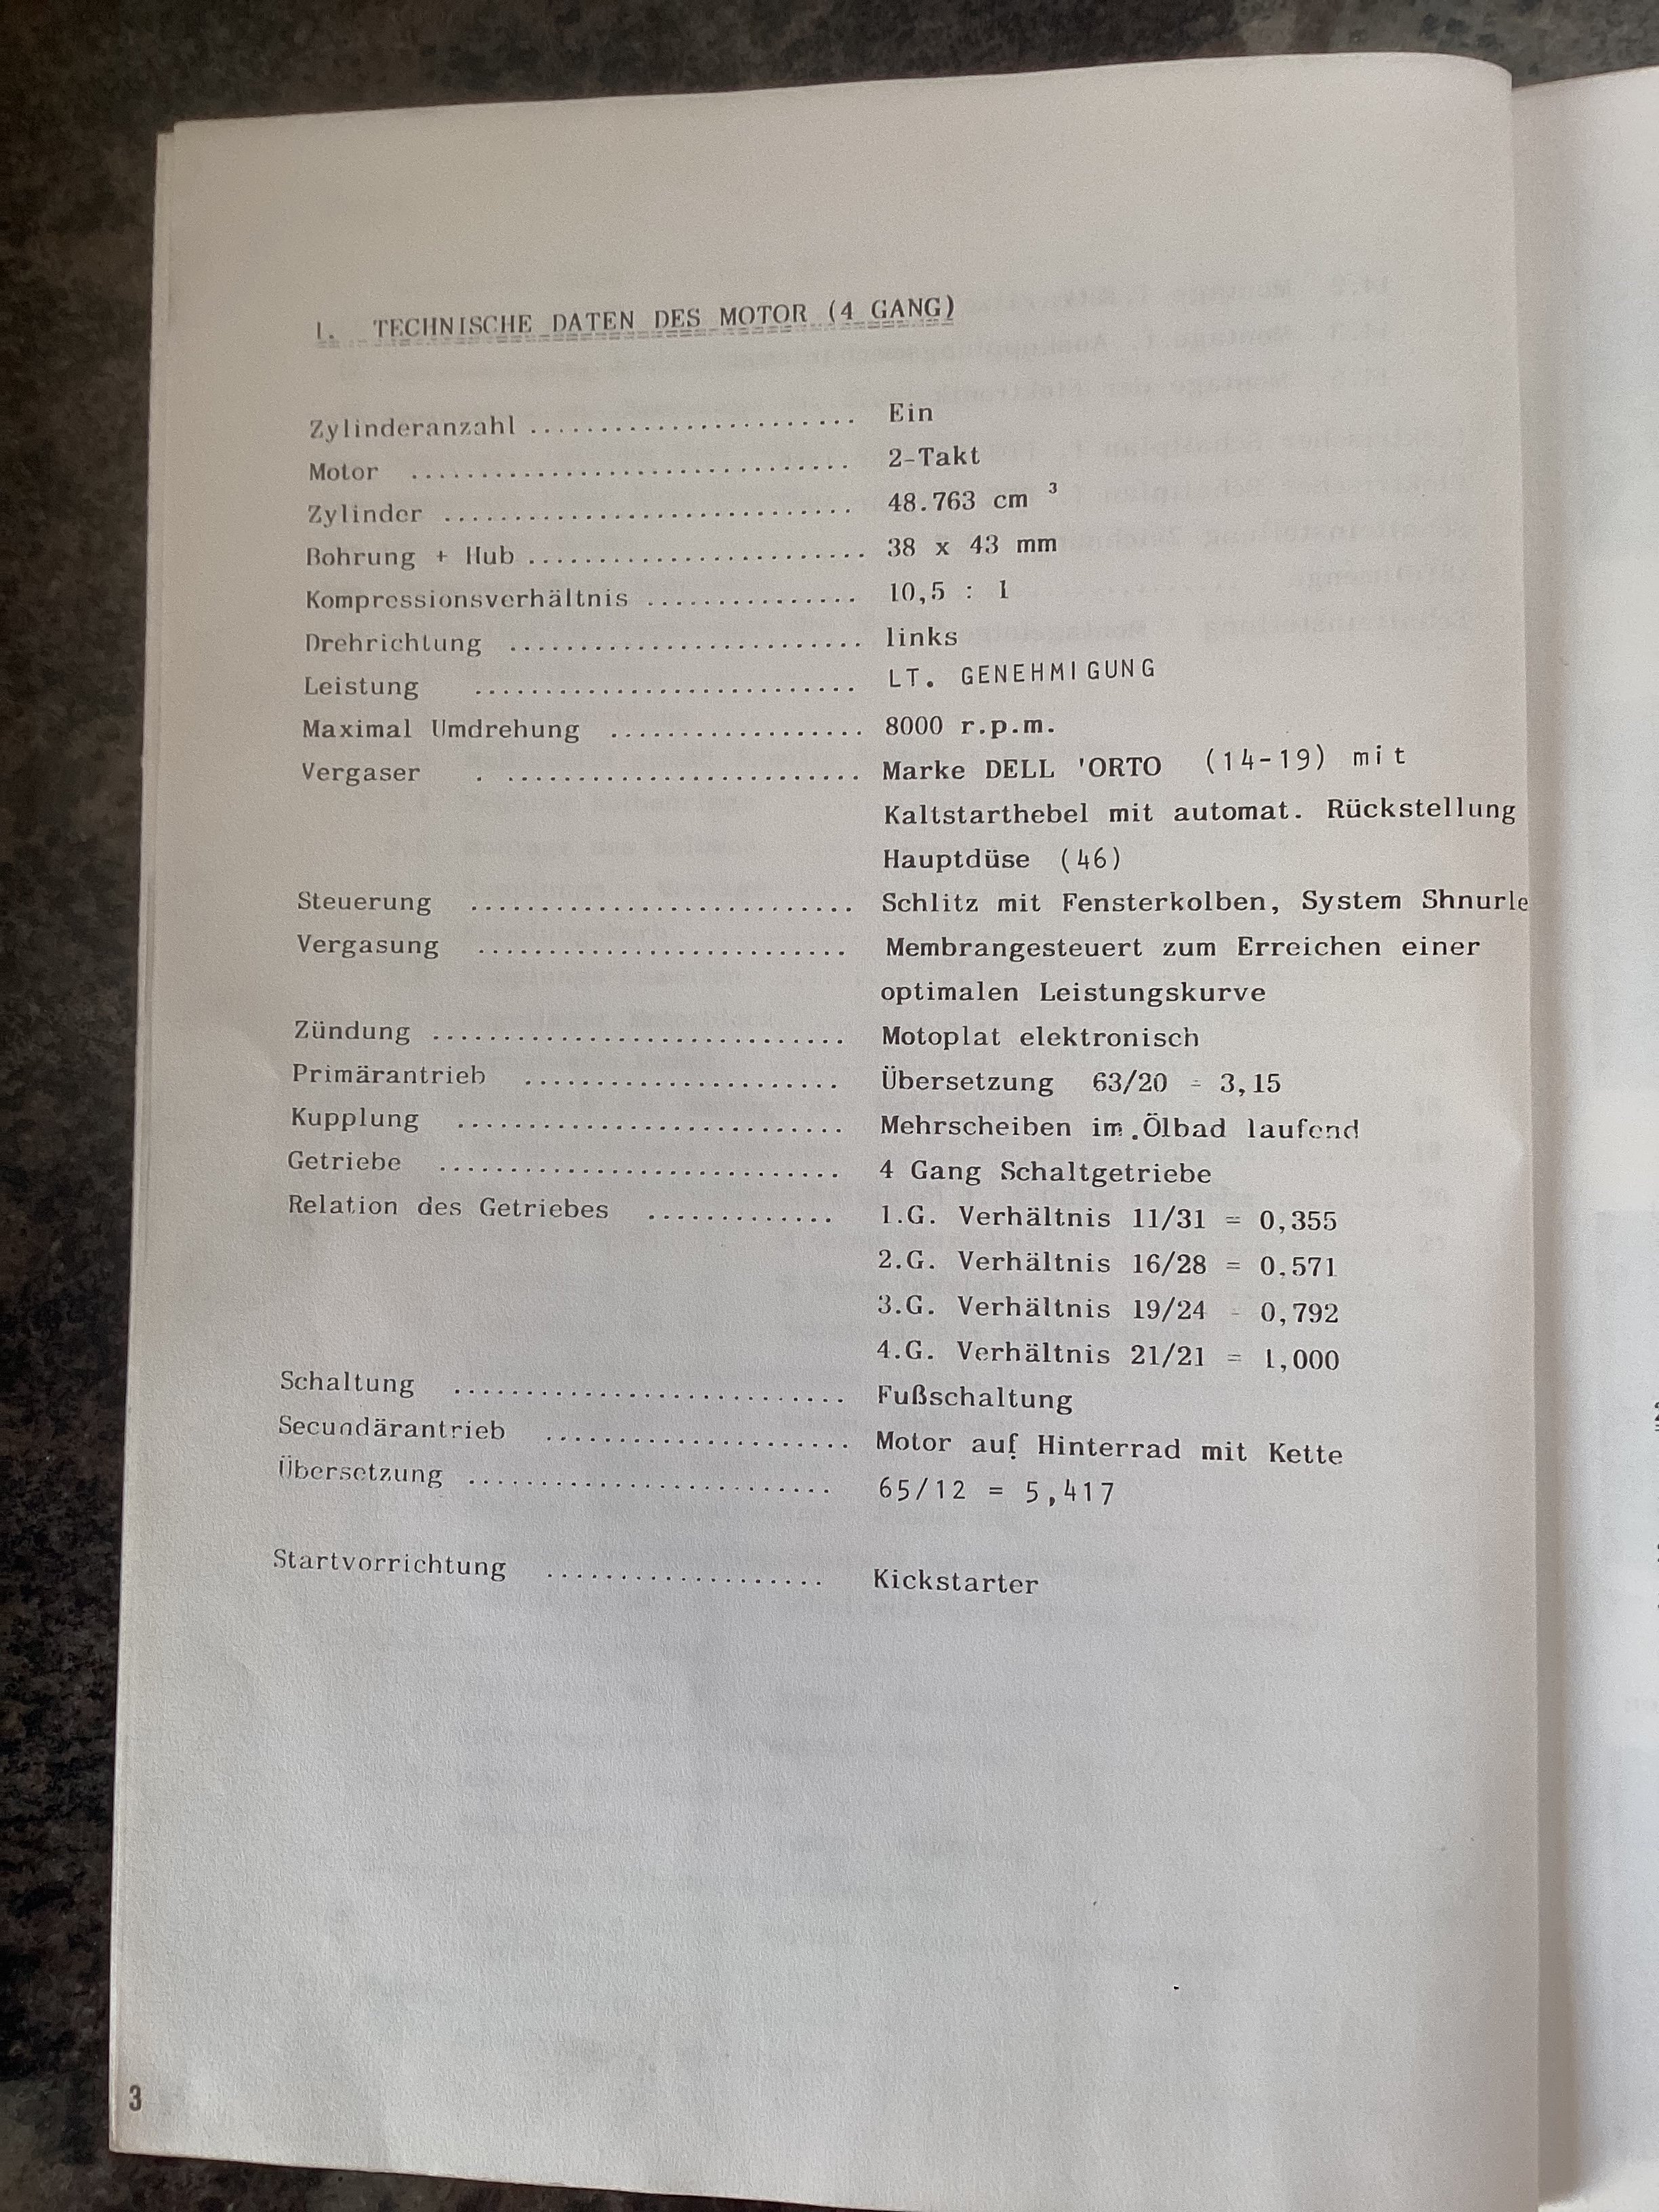 1. TECHNISCHE DATEN DES MOTOR (4 GANG)
Zylinderanzahl ....................... Ein
Motor ............................... 2-Takt
Zylinder ............................. 48.763 cm ³
Bohrung + Hub ........................ 38 x 43 mm
Kompressionsverhältnis ............... 10,5 : 1
Drehrichtung ......................... links
Leistung ........................... LT. GENEHMIGUNG
Maximal Umdrehung .................. 8000 r.p.m.
Vergaser . ......................... Marke DELL 'ORTO (14-19) mit
Kaltstarthebel mit automat. Rückstellung
Hauptdüse (46)
Steuerung ........................... Schlitz mit Fensterkolben, System Shnurle
Vergasung .......................... Membrangesteuert zum Erreichen einer
optimalen Leistungskurve
Zündung ............................. Motoplat elektronisch
Primärantrieb ...................... Übersetzung 63/20 = 3,15
Kupplung ........................... Mehrscheiben im Ölbad laufend
Getriebe ............................ 4 Gang Schaltgetriebe
Relation des Getriebes ............. 1.G. Verhältnis 11/31 = 0,355
2.G. Verhältnis 16/28 = 0,571
3.G. Verhältnis 19/24 - 0,792
4.G. Verhältnis 21/21 = 1,000
Schaltung ........................... Fußschaltung
Secundärantrieb ..................... Motor auf Hinterrad mit Kette
Übersetzung .......................... 65/12 = 5,417
Startvorrichtung ................... Kickstarter
3